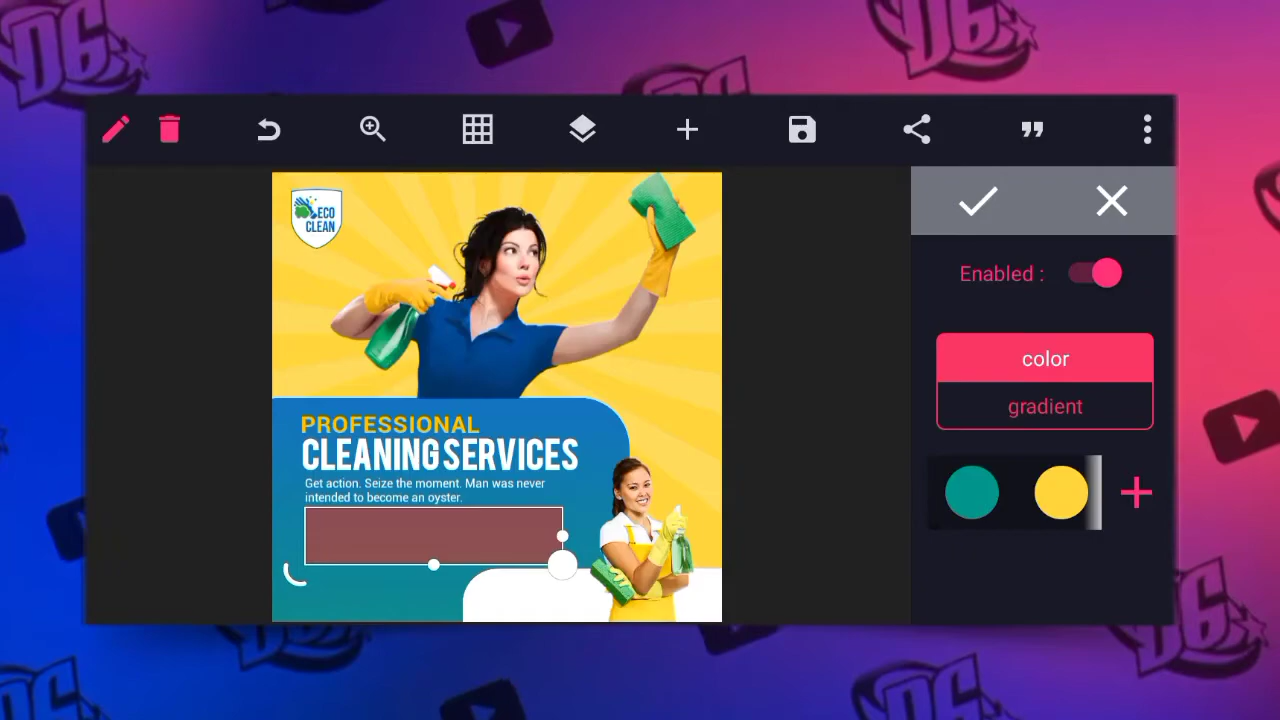 ECO
CLEAN
Enabled :
color
gradient
PROFESSIONAL
CLEANING SERVICES
Get action. Seize the moment. Man was never
intended to become an oyster.